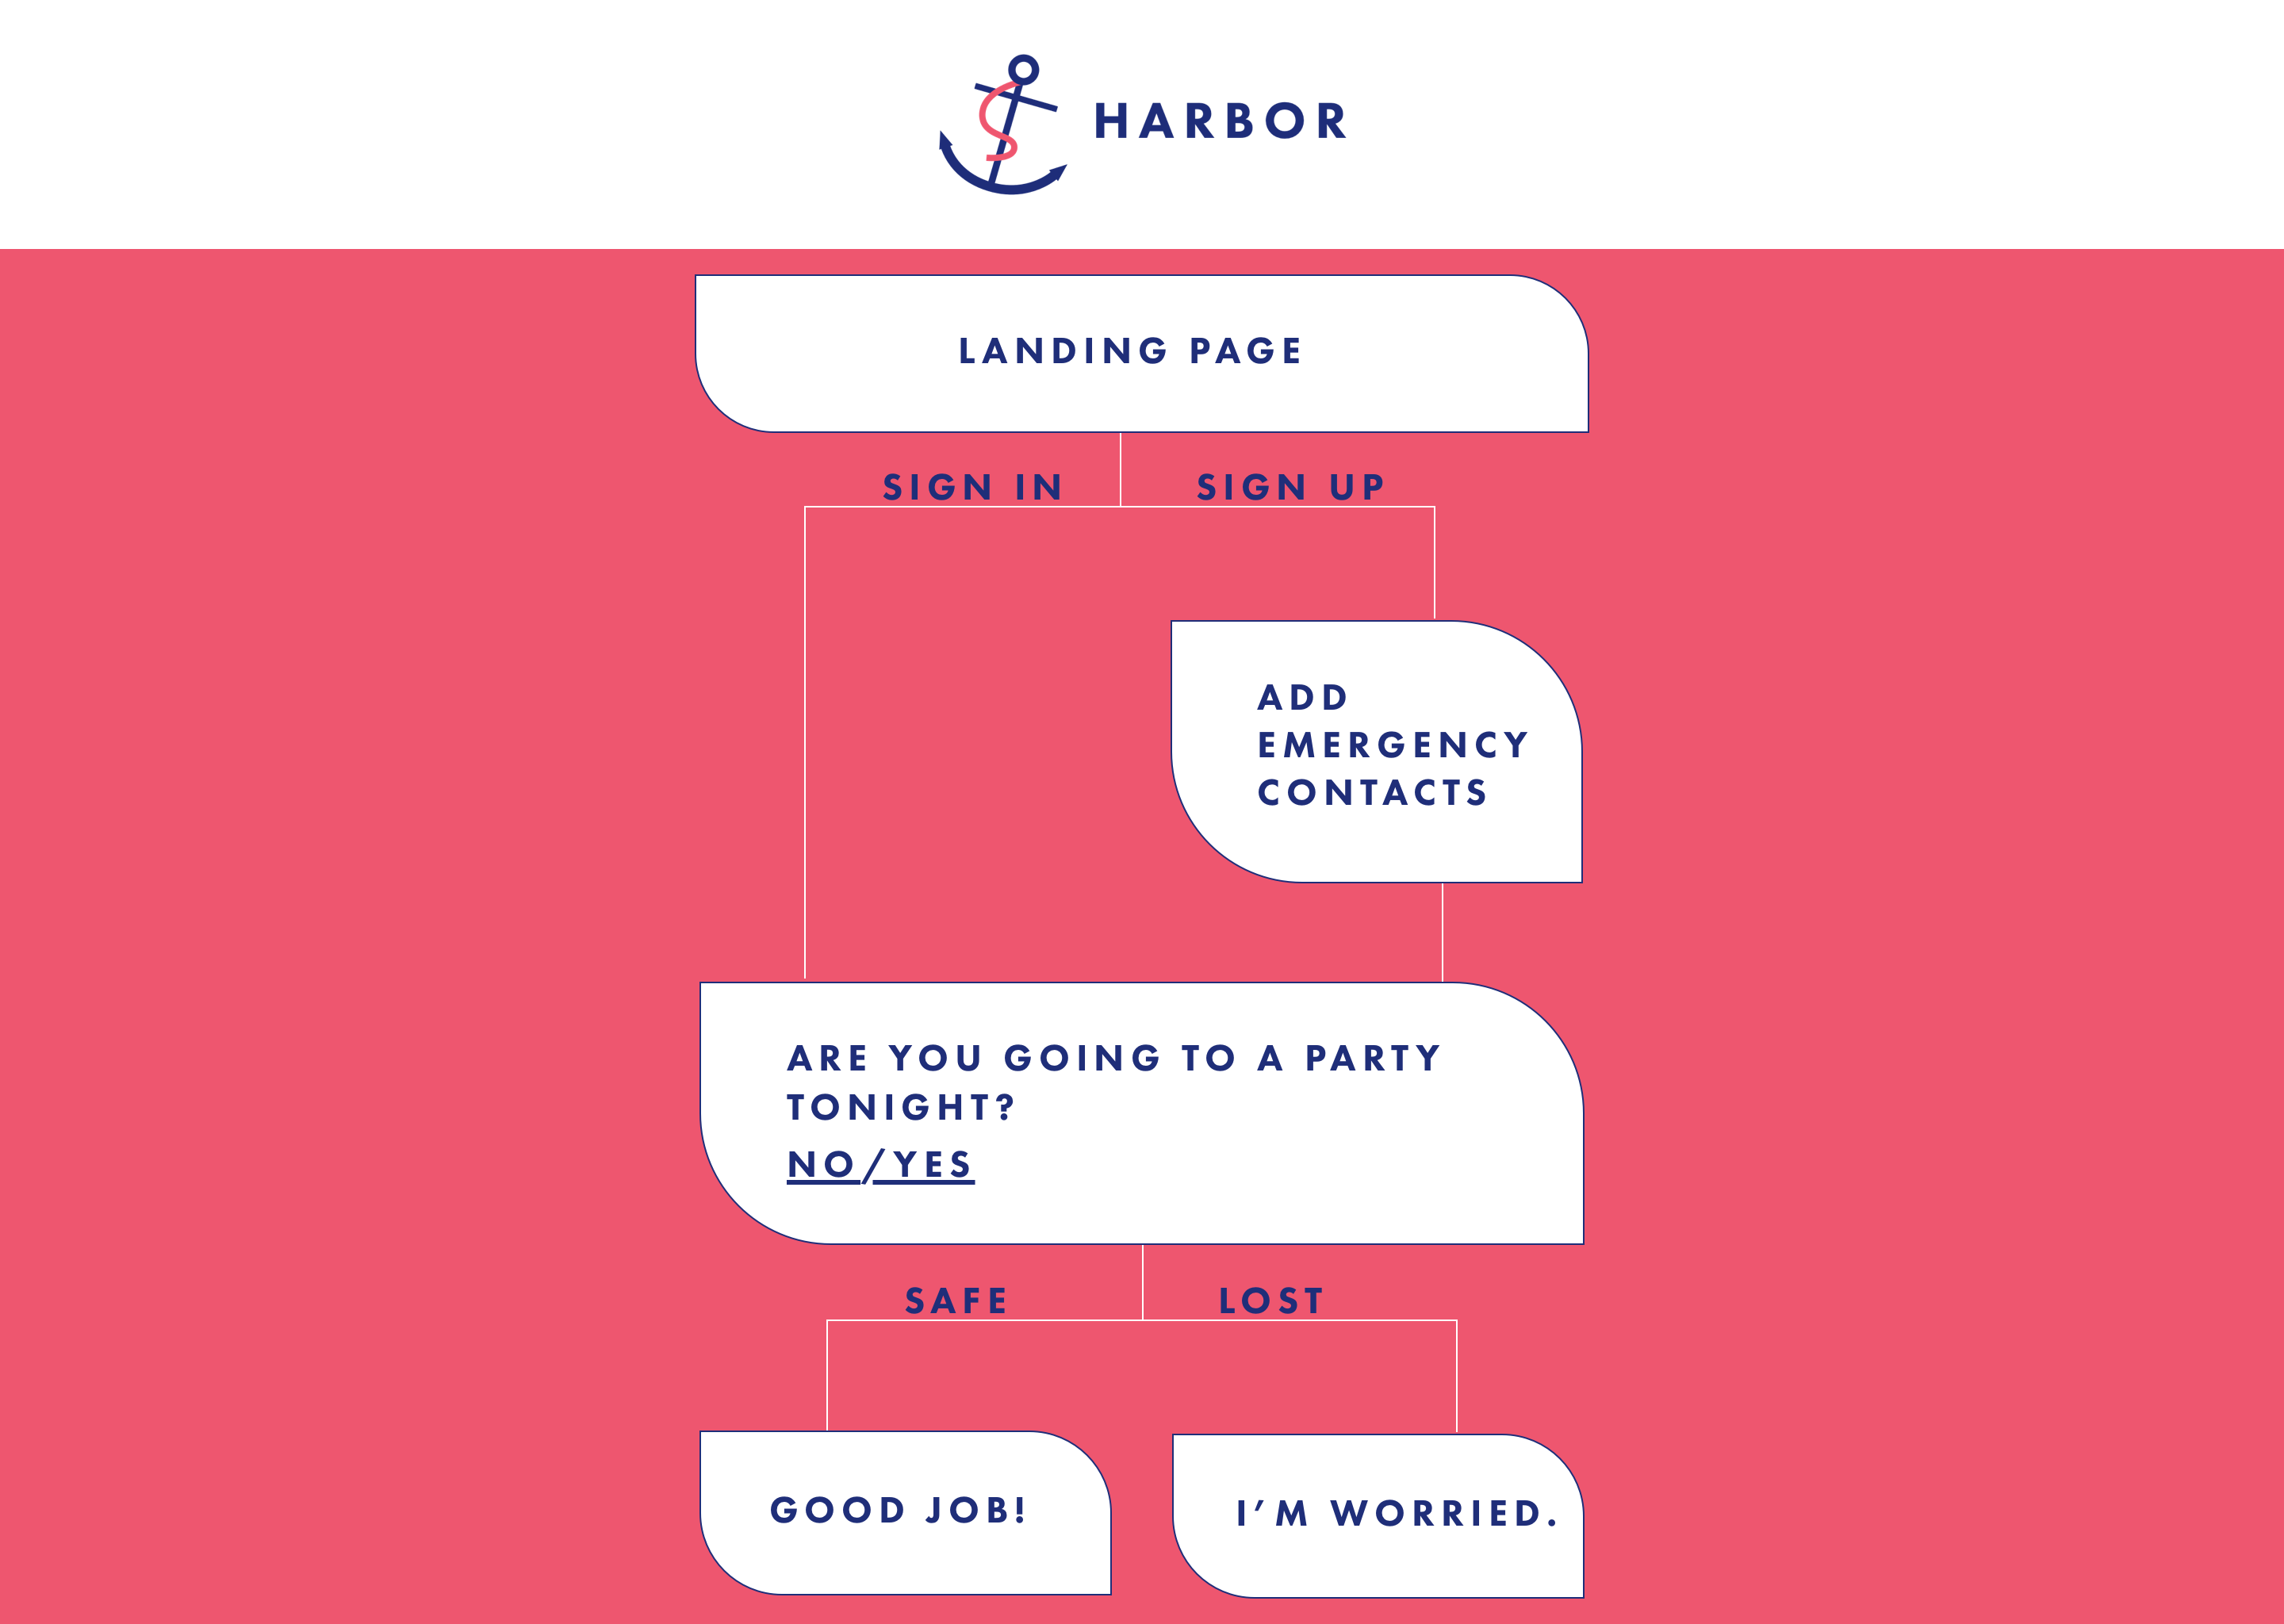 HARBOR
LANDING PAGE
SIGN IN
SIGN UP
ADD
EMERGENCY
CONTACTS
ARE YOU GOING TO A PARTY
TONIGHT?
NO/YES
SAFE
LOST
GOOD JOB!
I’M WORRIED.